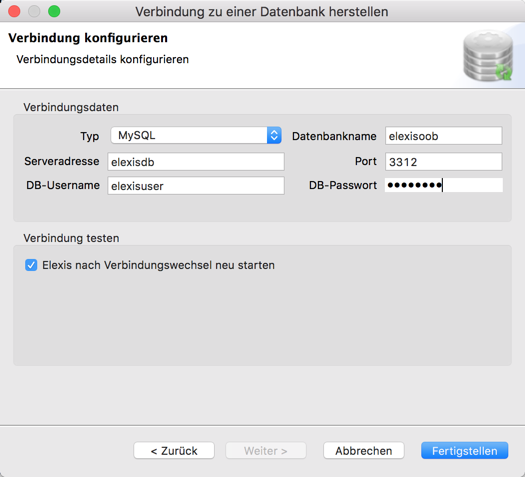 Verbindung zu einer Datenbank herstellen
Verbindung konfigurieren
Verbindungsdetails konfigurieren
Verbindungsdaten
Typ MySQL Datenbankname elexisoob
Serveradresse elexisdb Port 3312
DB-Username elexisuser DB-Passwort ••••••••
Verbindung testen
Elexis nach Verbindungswechsel neu starten
< Zurück Weiter > Abbrechen Fertigstellen